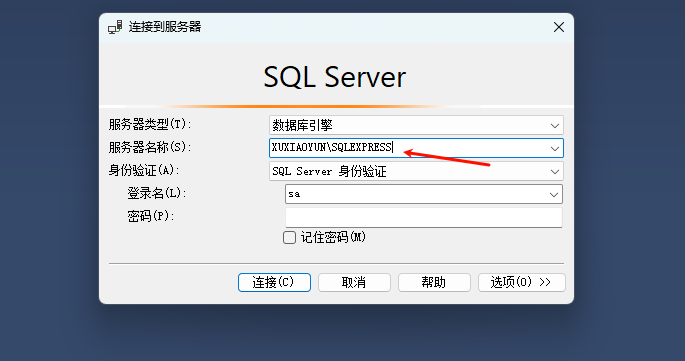 连接到服务器
SQL Server
服务器类型(T): 数据库引擎
服务器名称(S): XUXIAOYUN\SQLEXPRESS
身份验证(A): SQL Server 身份验证
登录名(L): sa
密码(P):
记住密码(M)
连接(C) 取消 帮助 选项(O) >>